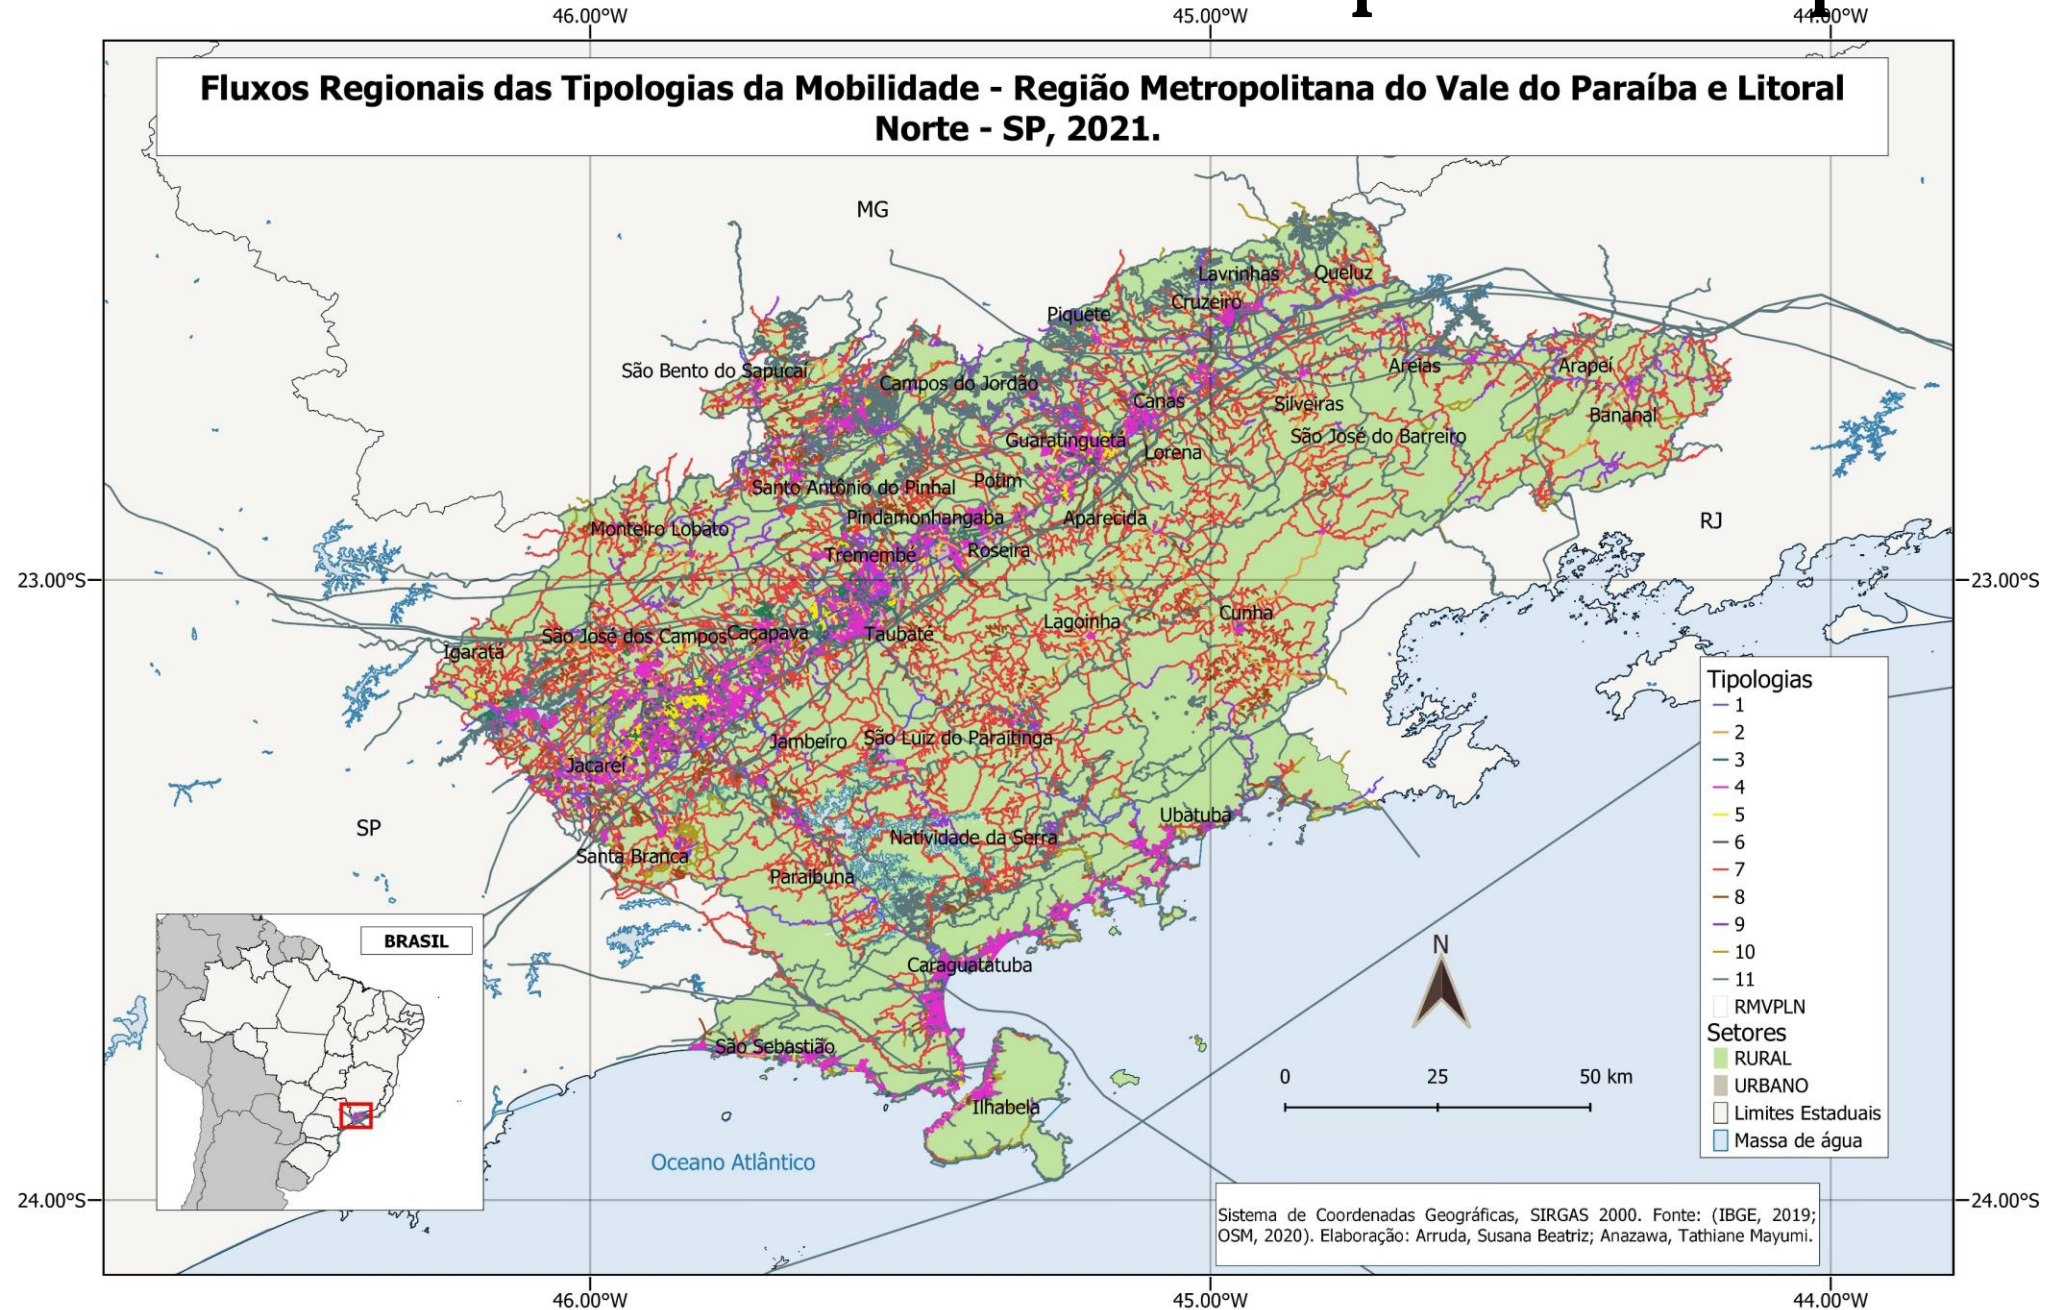 46.00°W 45.00°W 44.00°W
Fluxos Regionais das Tipologias da Mobilidade - Região Metropolitana do Vale do Paraíba e Litoral
Norte - SP, 2021.
MG
Lavrinhas
Queluz
Cruzeiro
Piquete
São Bento do Sapucaí
Areias
Arapeí
Campos do Jordão
Canas
Silveiras
Bananal
Guaratinguetá
São José do Barreiro
Lorena
Potim
Santo Antônio do Pinhal
Pindamonhangaba
Aparecida
RJ
Monteiro Lobato
Tremembé
Roseira
23.00°S 23.00°S
Cunha
Lagoinha
São José dos Campos
Caçapava
Taubaté
Igaratá
Jambeiro
São Luiz do Paraitinga
Jacareí
Ubatuba
SP
Natividade da Serra
Santa Branca
Paraibuna
Caraguatatuba
São Sebastião
Ilhabela
Oceano Atlântico
BRASIL
N
0 25 50 km
Tipologias
1
2
3
4
5
6
7
8
9
10
11
RMVPLN
Setores
RURAL
URBANO
Limites Estaduais
Massa de água
24.00°S 24.00°S
Sistema de Coordenadas Geográficas, SIRGAS 2000. Fonte: (IBGE, 2019;
OSM, 2020). Elaboração: Arruda, Susana Beatriz; Anazawa, Tathiane Mayumi.
46.00°W 45.00°W 44.00°W